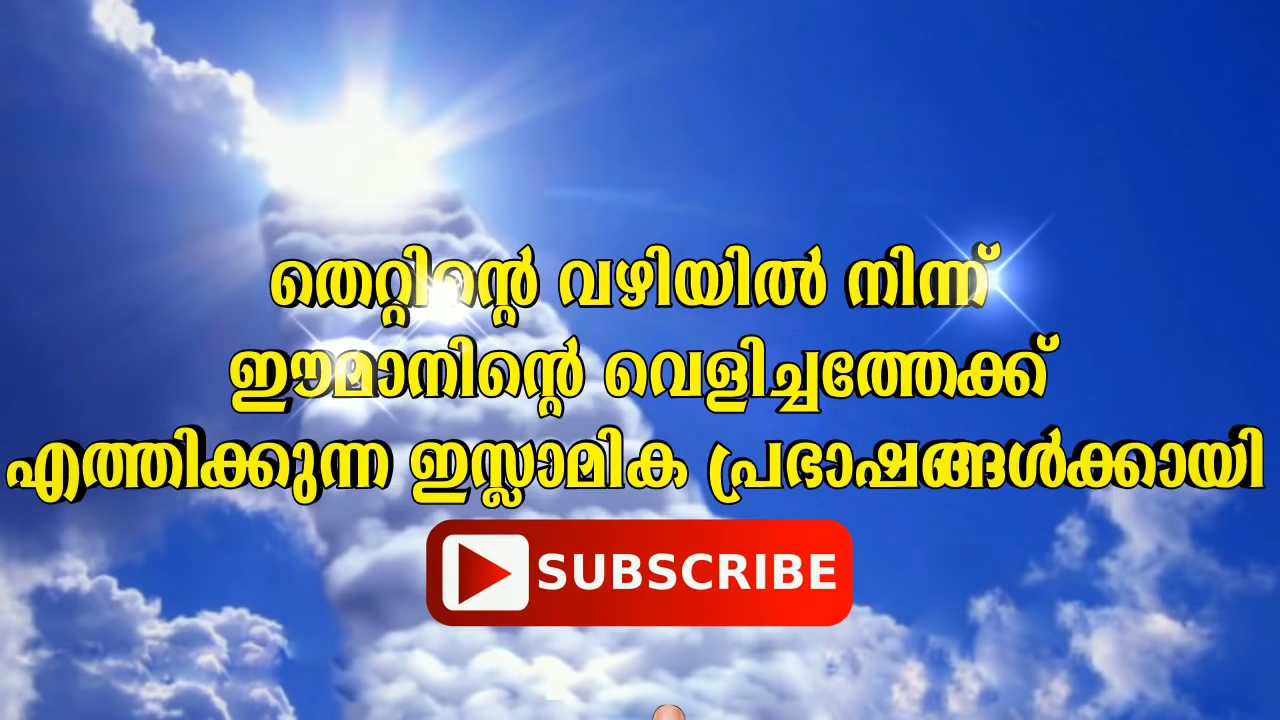 തെറ്റിന്റെ വഴിയിൽ നിന്ന്
ഈമാനിന്റെ വെളിച്ചത്തേക്ക്
എത്തിക്കുന്ന ഇസ്ലാമിക പ്രഭാഷങ്ങൾക്കായി
SUBSCRIBE